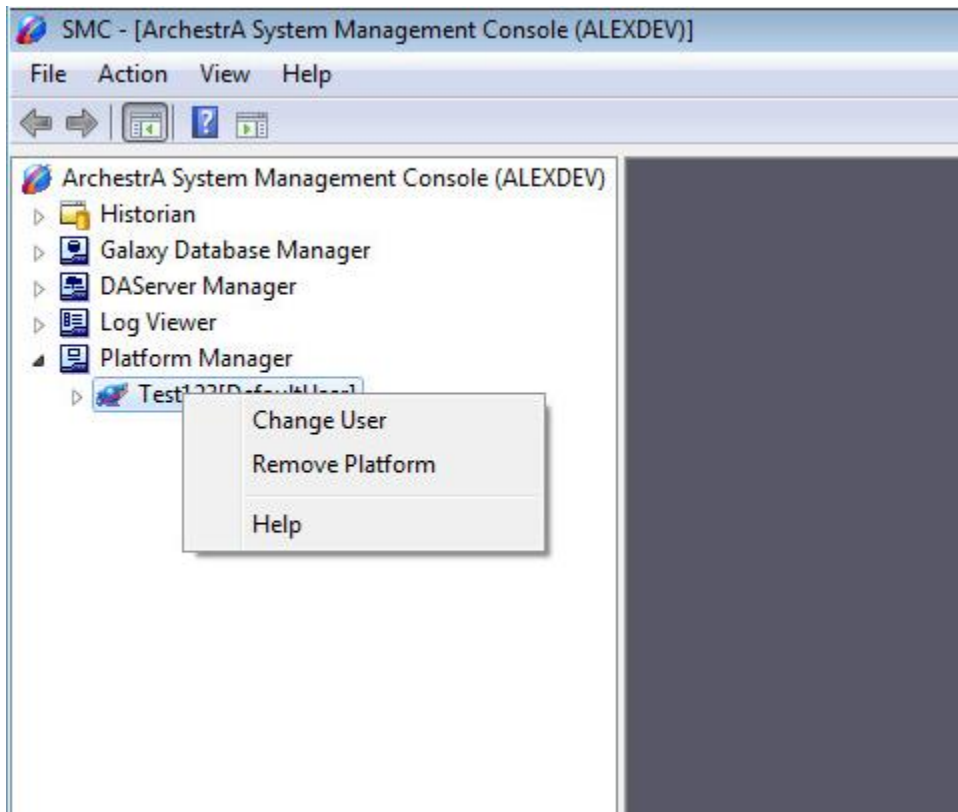 SMC - [ArchestrA System Management Console (ALEXDEV)]
File Action View Help
ArchestrA System Management Console (ALEXDEV)
Historian
Galaxy Database Manager
DAServer Manager
Log Viewer
Platform Manager
Test123[DefaultUser]
Change User
Remove Platform
Help